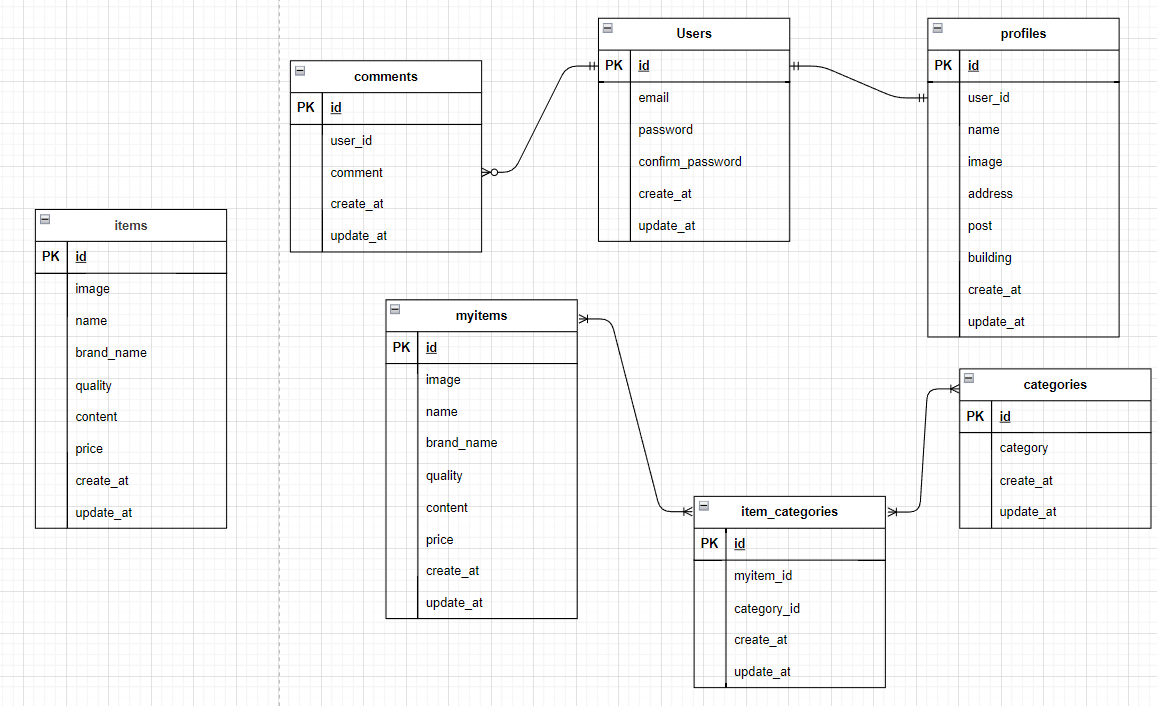 Users
PK id
email
password
confirm_password
create_at
update_at
profiles
PK id
user_id
name
image
address
post
building
create_at
update_at
comments
PK id
user_id
comment
create_at
update_at
items
PK id
image
name
brand_name
quality
content
price
create_at
update_at
myitems
PK id
image
name
brand_name
quality
content
price
create_at
update_at
categories
PK id
category
create_at
update_at
item_categories
PK id
myitem_id
category_id
create_at
update_at